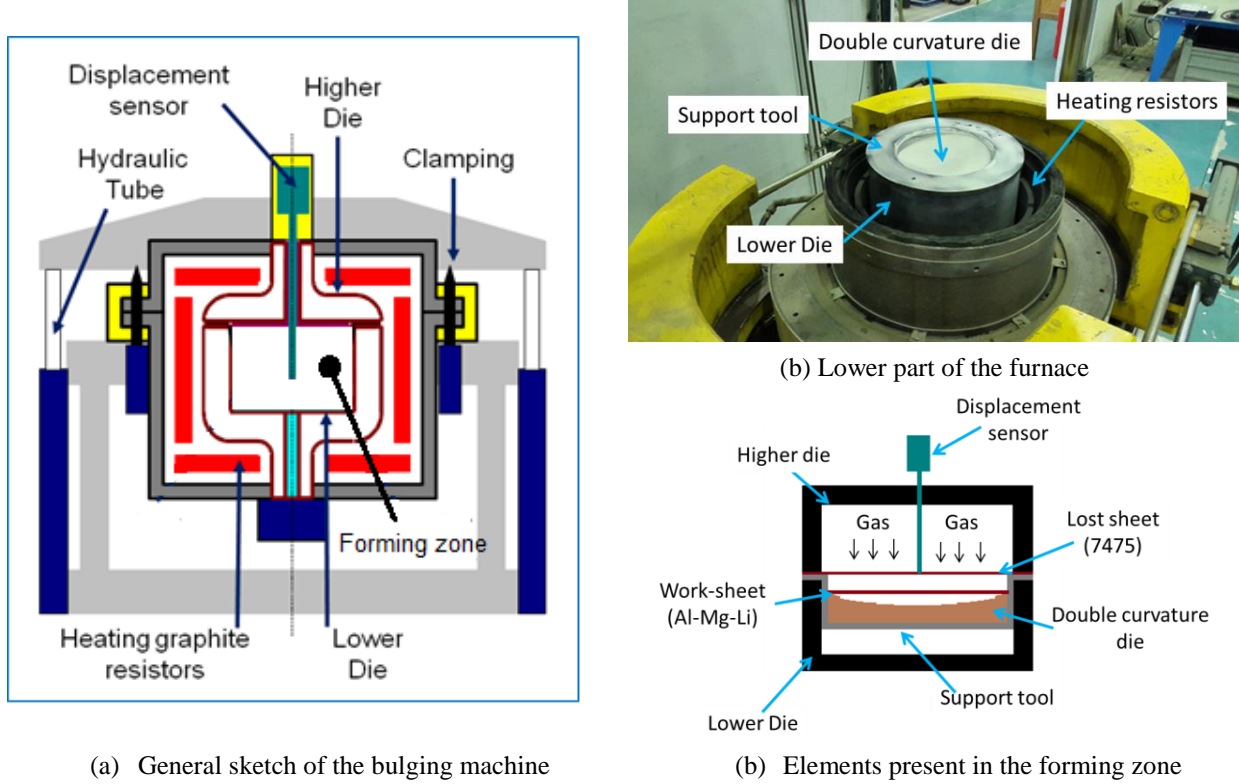 Displacement
sensor
Higher
Die
Hydraulic
Tube
Clamping
Forming zone
Heating graphite
resistors
Lower
Die
(a) General sketch of the bulging machine
Double curvature die
Support tool
Heating resistors
Lower Die
(b) Lower part of the furnace
Displacement
sensor
Higher die
Gas
Gas
Lost sheet
(7475)
Work-sheet
(Al-Mg-Li)
Double curvature
die
Support tool
Lower Die
(b) Elements present in the forming zone